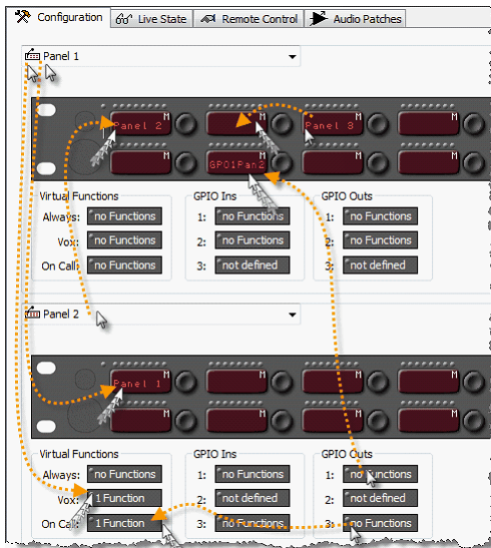 Configuration Live State Remote Control Audio Patches
Panel 1
M M M M
Panel 2 Panel 3
M M M M
GPO1Pan2
Virtual Functions GPIO Ins GPIO Outs
Always: no Functions 1: no Functions 1: no Functions
Vox: no Functions 2: no Functions 2: no Functions
On Call: no Functions 3: not defined 3: not defined
Panel 2
M M M M
Panel 1
M M M M
Virtual Functions GPIO Ins GPIO Outs
Always: no Functions 1: no Functions 1: no Functions
Vox: 1 Function 2: not defined 2: not defined
On Call: 1 Function 3: no Functions 3: no Functions